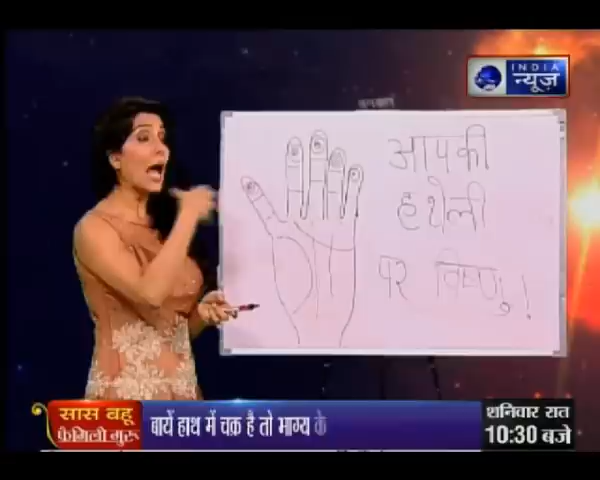 INDIA
न्यूज़
आपकी
हथेली
पर विष्णु!
सास बहू
फैमिली गुरू
बायें हाथ में चक्र है तो भाग्य के
शनिवार रात
10:30 बजे